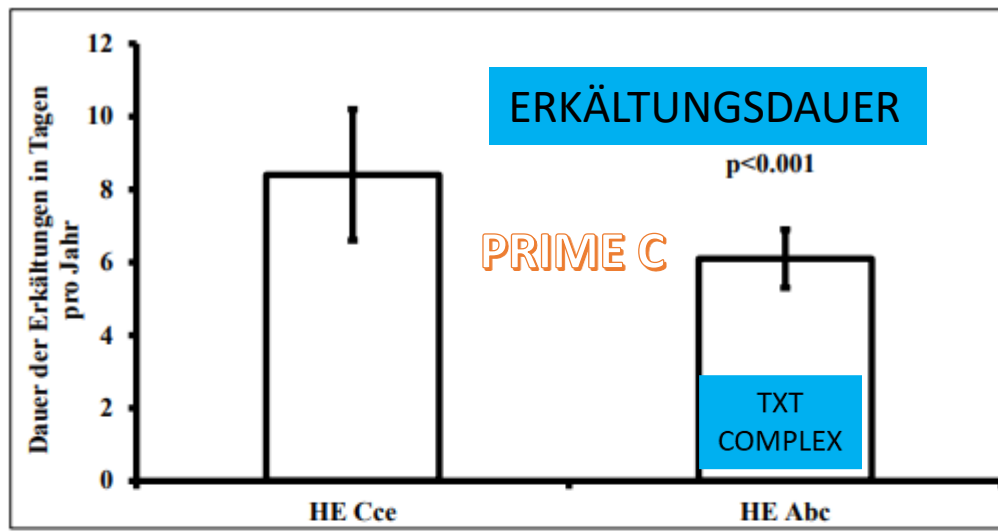 Dauer der Erkältungen in Tagen
pro Jahr
12
10
8
6
4
2
0
ERKÄLTUNGSDAUER
p<0.001
PRIME C
TXT
COMPLEX
HE Cce
HE Abc